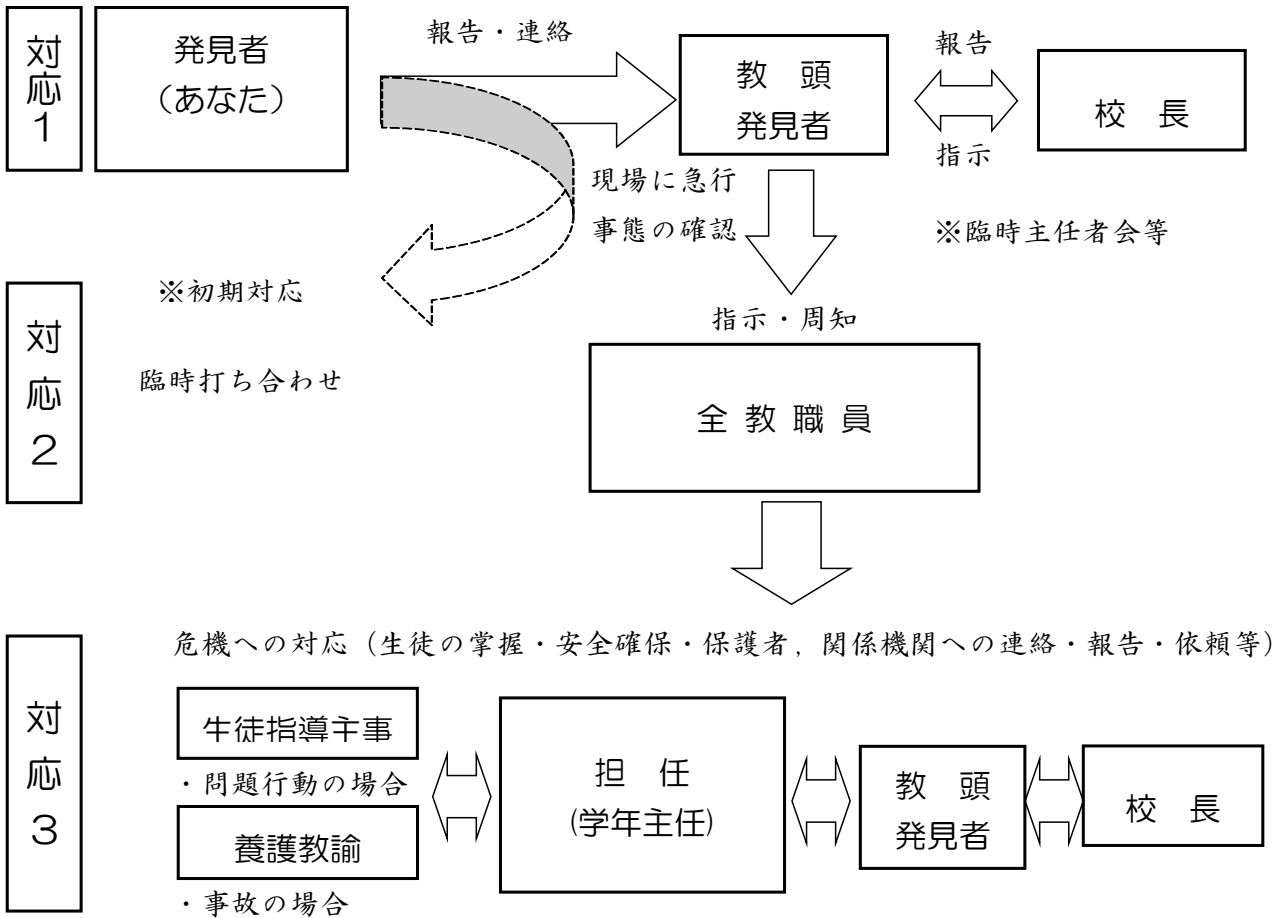 対応1
発見者
（あなた）
報告・連絡
教　頭
発見者
報告
指示
校　長
現場に急行
事態の確認
※臨時主任者会等
対応2
※初期対応
臨時打ち合わせ
指示・周知
全 教 職 員
対応3
危機への対応（生徒の掌握・安全確保・保護者，関係機関への連絡・報告・依頼等）
生徒指導主事
・問題行動の場合
養護教諭
・事故の場合
担　任
(学年主任)
教　頭
発見者
校　長